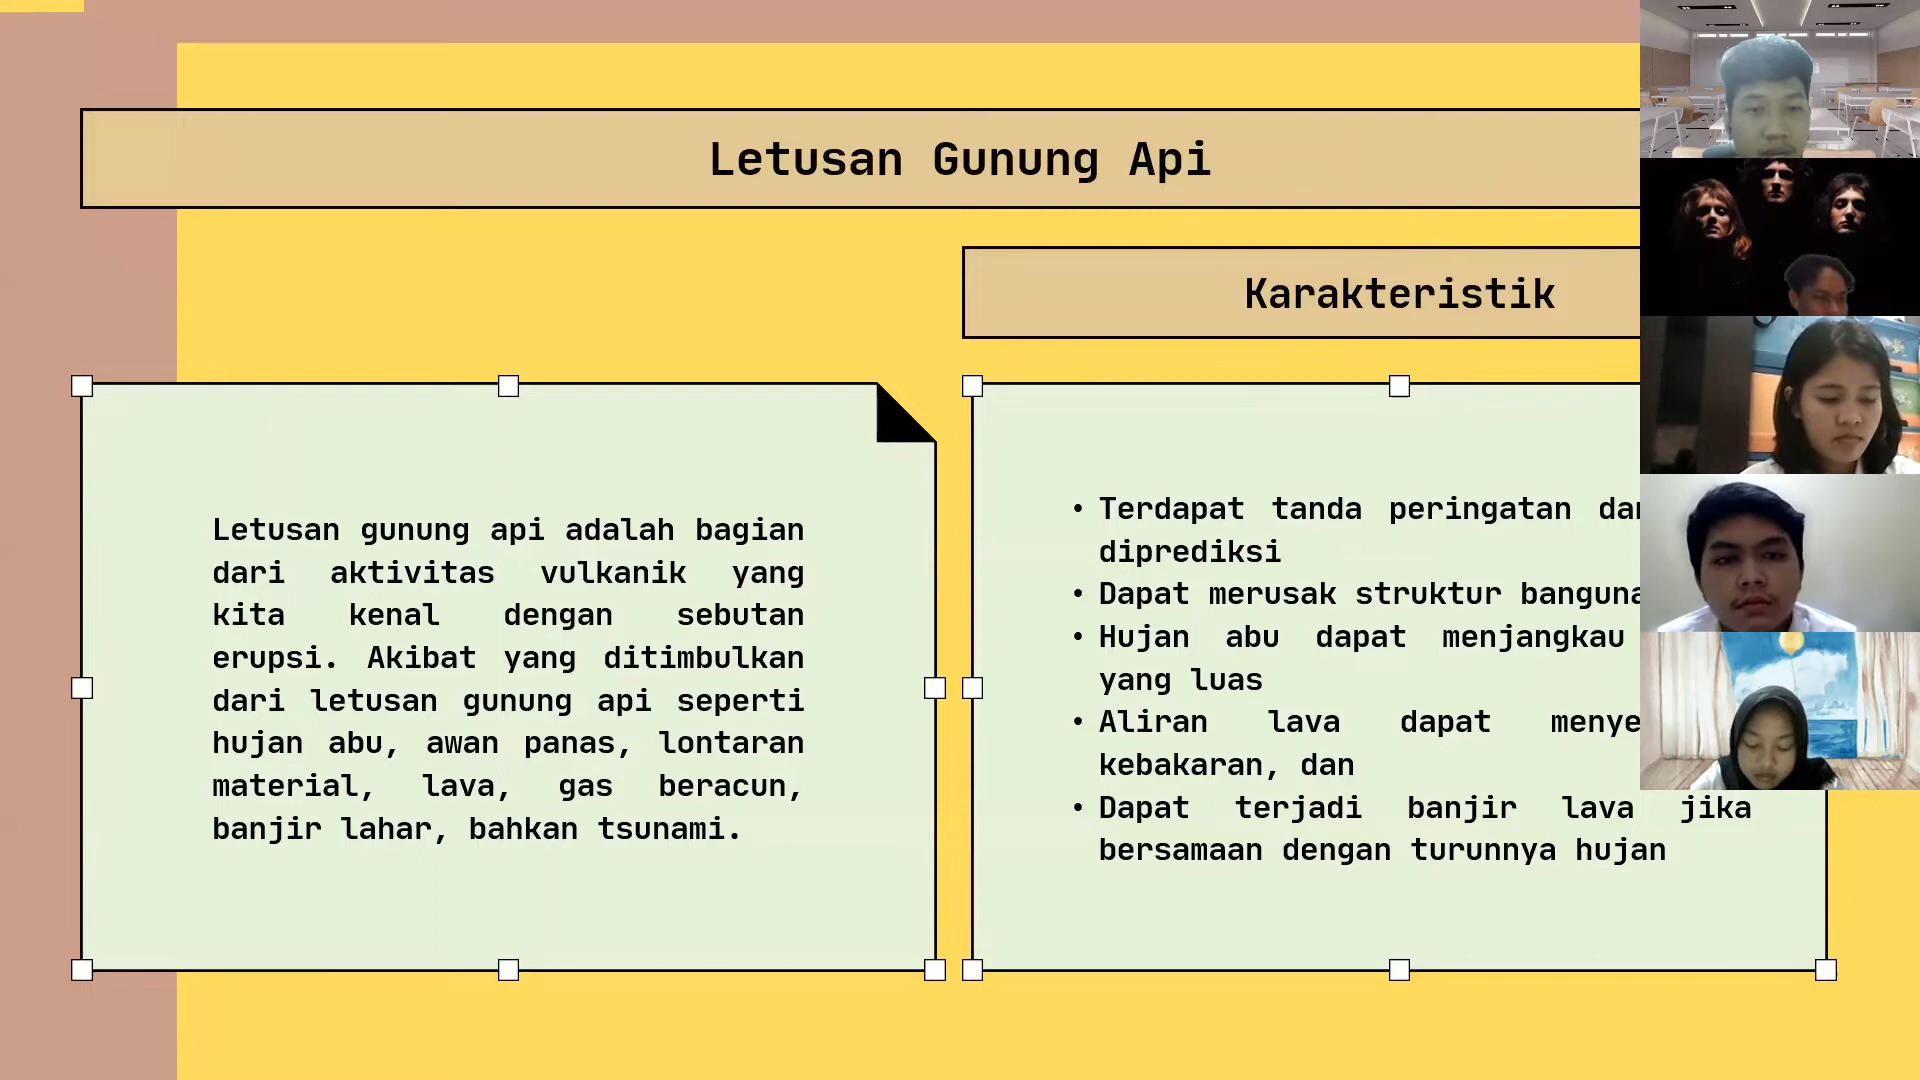 Letusan Gunung Api
Karakteristik
Letusan gunung api adalah bagian
dari aktivitas vulkanik yang
kita kenal dengan sebutan
erupsi. Akibat yang ditimbulkan
dari letusan gunung api seperti
hujan abu, awan panas, lontaran
material, lava, gas beracun,
banjir lahar, bahkan tsunami.
• Terdapat tanda peringatan
diprediksi
• Dapat merusak struktur
• Hujan abu dapat menjangkau
yang luas
• Aliran lava dapat
kebakaran, dan
• Dapat terjadi banjir lava jika
bersamaan dengan turunnya hujan